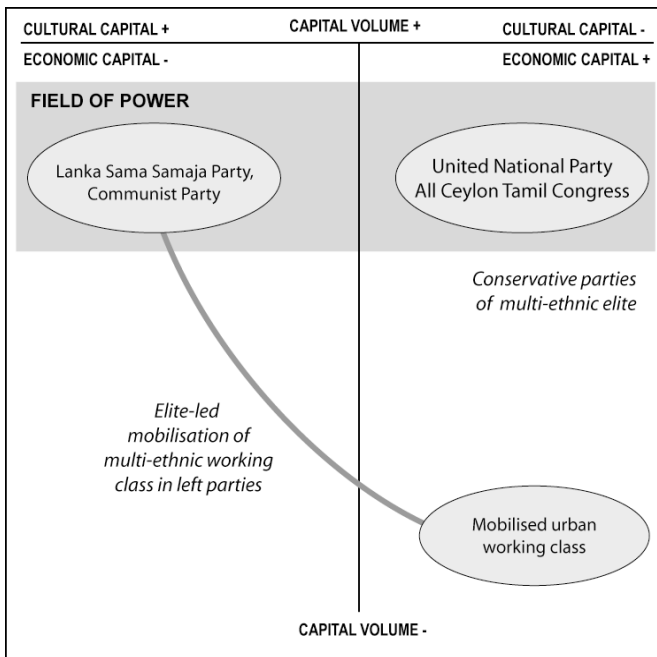 CULTURAL CAPITAL +
CAPITAL VOLUME +
CULTURAL CAPITAL -
ECONOMIC CAPITAL -
ECONOMIC CAPITAL +
FIELD OF POWER
Lanka Sama Samaja Party,
Communist Party
United National Party
All Ceylon Tamil Congress
Conservative parties
of multi-ethnic elite
Elite-led
mobilisation of
multi-ethnic working
class in left parties
Mobilised urban
working class
CAPITAL VOLUME -